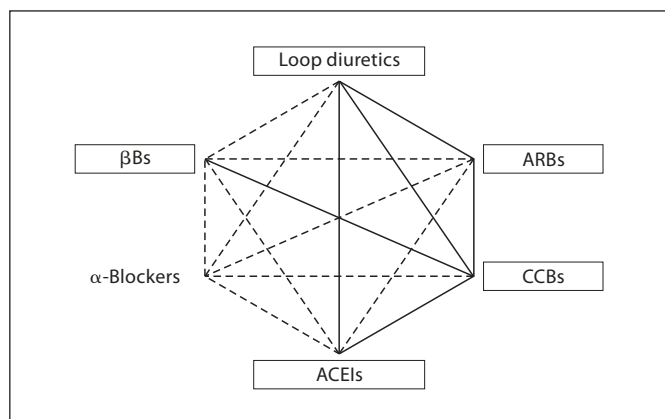 Loop diuretics
βBs
ARBs
α-Blockers
CCBs
ACEIs